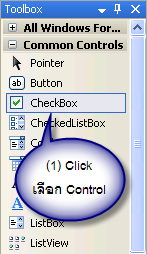 Toolbox
All Windows For...
Common Controls
Pointer
Button
CheckBox
CheckedListBox
(1) Click
เลือก Control
ListBox
ListView